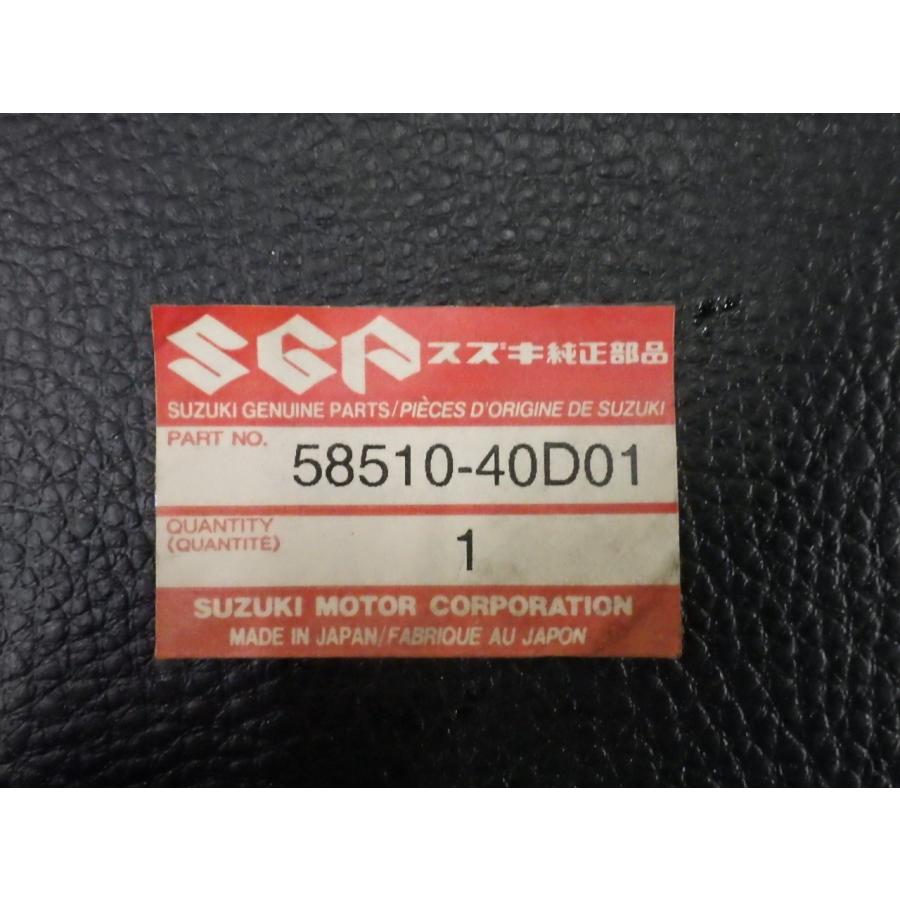 SGP スズキ純正部品
SUZUKI GENUINE PARTS/PIÈCES D'ORIGINE DE SUZUKI
PART NO.
58510-40D01
QUANTITY
(QUANTITÉ)
1
SUZUKI MOTOR CORPORATION
MADE IN JAPAN/FABRIQUE AU JAPON